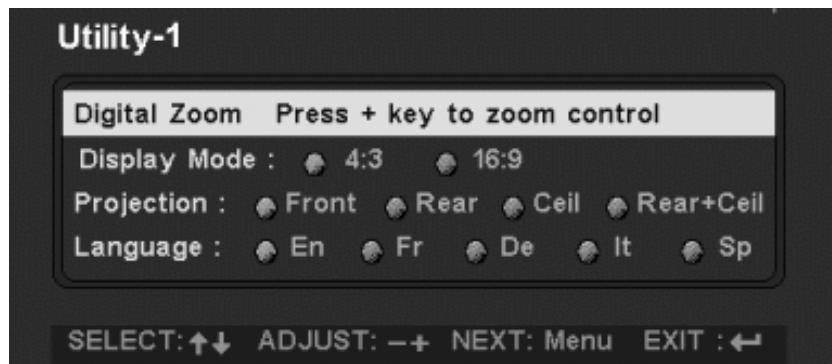 Utility-1
Digital Zoom Press + key to zoom control
Display Mode : 4:3 16:9
Projection : Front Rear Ceil Rear+Ceil
Language : En Fr De It Sp
SELECT:↑↓ ADJUST: −+ NEXT: Menu EXIT :↵